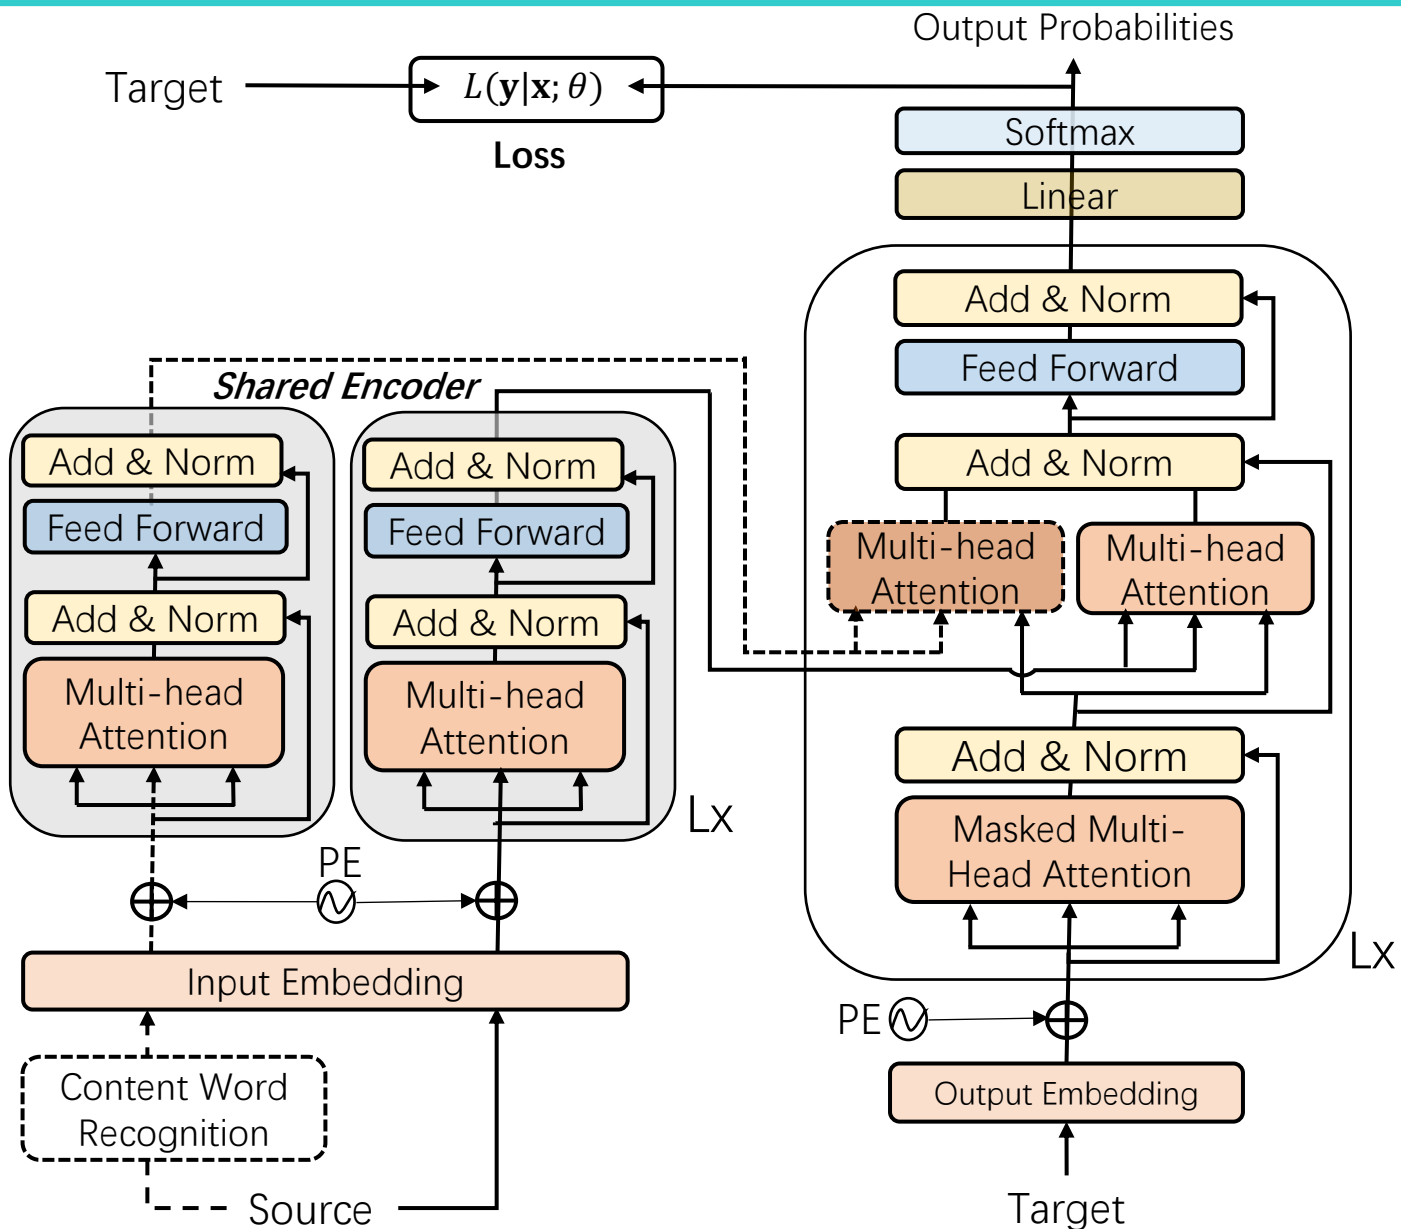 Output Probabilities
Target
L(y|x; θ)
Loss
Softmax
Linear
Add & Norm
Feed Forward
Add & Norm
Multi-head
Attention
Multi-head
Attention
Add & Norm
Masked Multi-
Head Attention
Lx
PE
Output Embedding
Target
Shared Encoder
Add & Norm
Feed Forward
Add & Norm
Multi-head
Attention
Add & Norm
Feed Forward
Add & Norm
Multi-head
Attention
Lx
PE
Input Embedding
Content Word
Recognition
Source